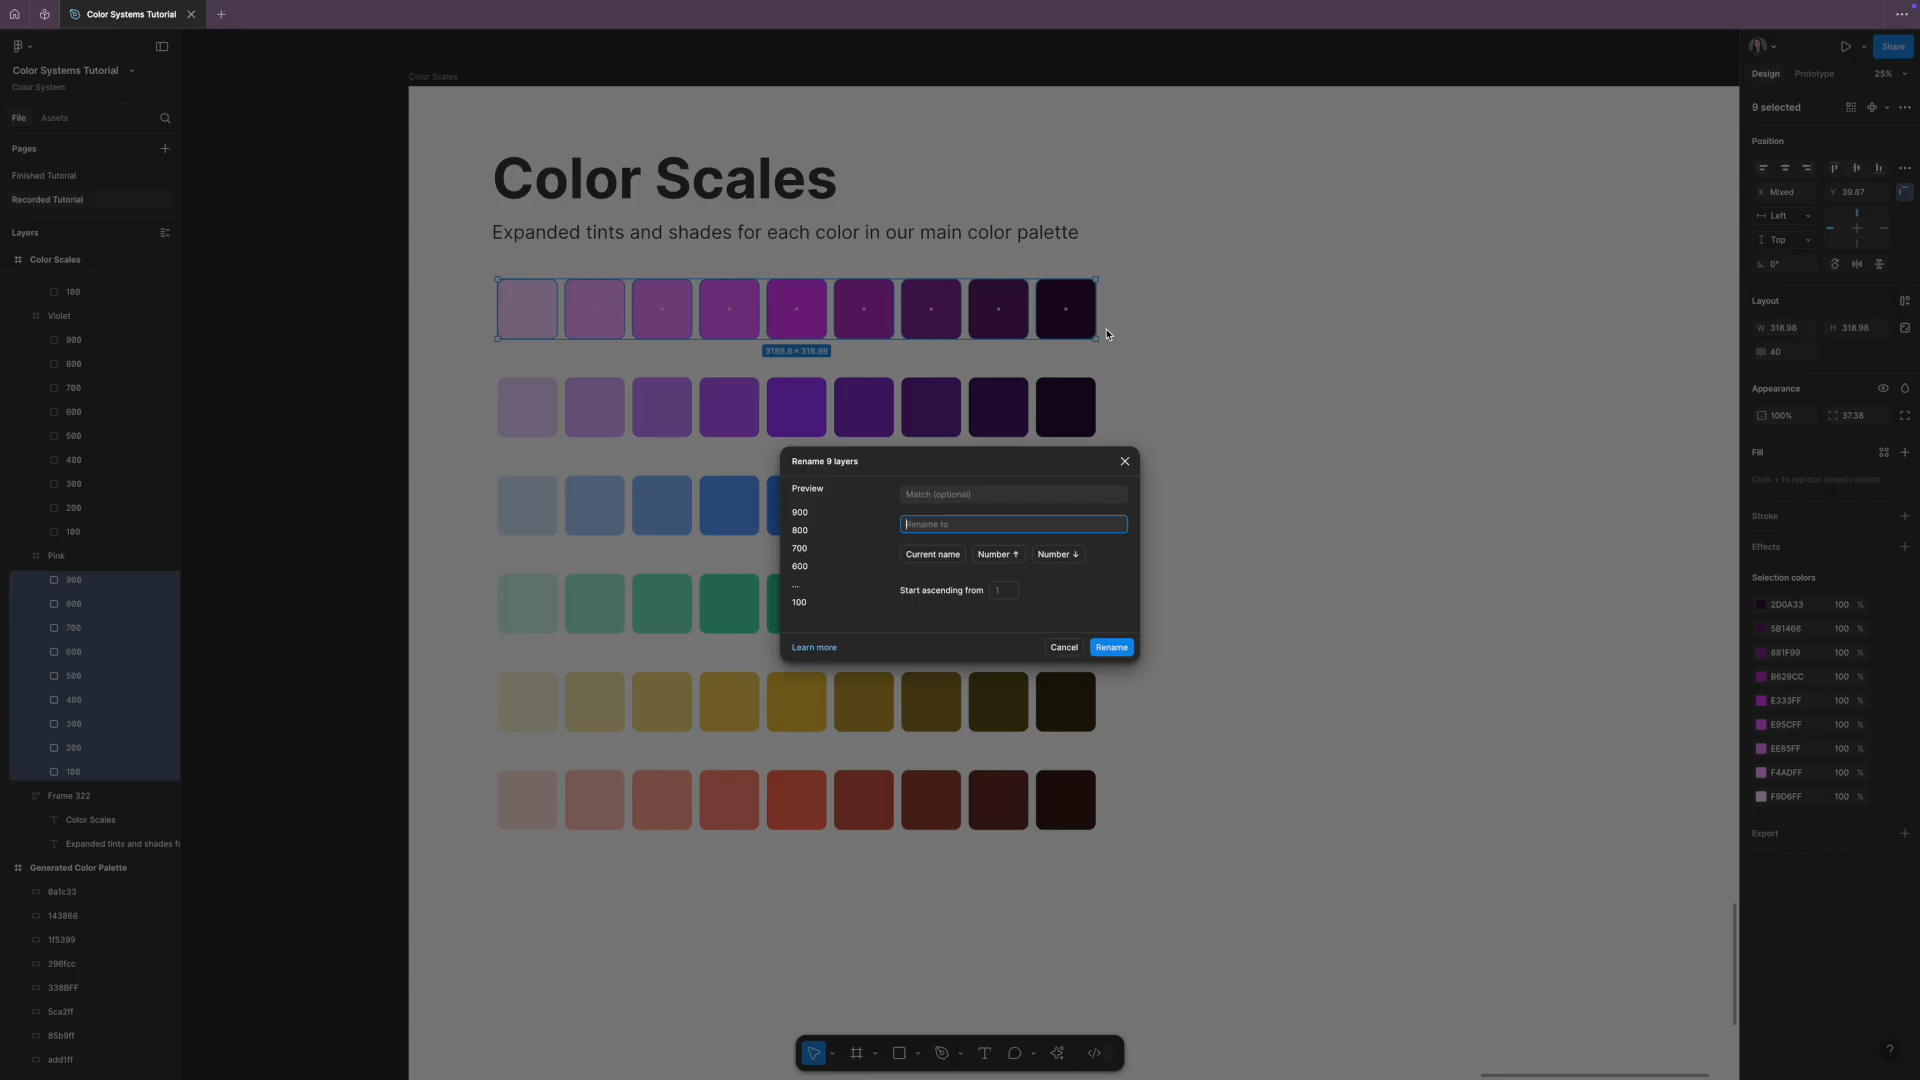 Color Systems Tutorial
Color Systems Tutorial
Color System
File
Assets
Pages
Finished Tutorial
Recorded Tutorial
Layers
Color Scales
100
Violet
900
800
700
600
500
400
300
200
100
Pink
900
800
700
600
500
400
300
200
100
Frame 322
Color Scales
Expanded tints and shades fo
Generated Color Palette
0a1c33
143866
1f5399
296fcc
338BFF
5ca2ff
85b9ff
add1ff
Color Scales
Color Scales
Expanded tints and shades for each color in our main color palette
3189.8 × 318.98
Rename 9 layers
Preview
900
800
700
600
...
100
Match (optional)
Rename to
Current name
Number ↑
Number ↓
Start ascending from 1
Learn more
Cancel
Rename
Share
Design
Prototype
25%
9 selected
Position
X Mixed
Y 39.87
Left
Top
0°
Layout
W 318.98
H 318.98
40
Appearance
100%
37.38
Fill
Click + to replace mixed content
Stroke
Effects
Selection colors
2D0A33 100 %
5B1466 100 %
881F99 100 %
B629CC 100 %
E333FF 100 %
E95CFF 100 %
EE85FF 100 %
F4ADFF 100 %
F9D6FF 100 %
Export
?